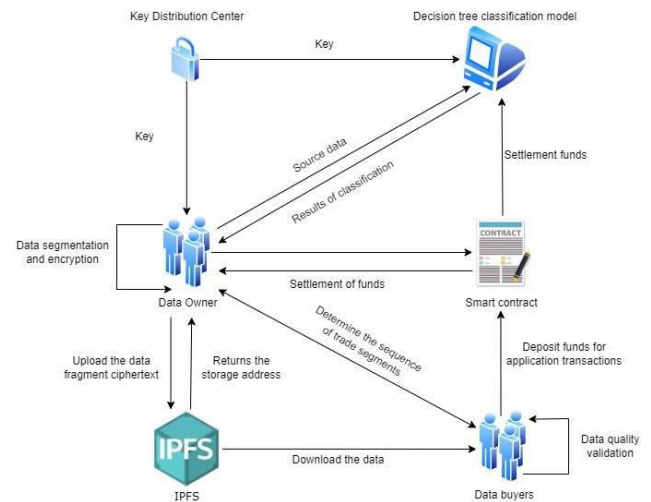 Key Distribution Center
Decision tree classification model
Key
Key
Source data
Results of classification
Settlement funds
CONTRACT
Data segmentation
and encryption
Data Owner
Settlement of funds
Smart contract
Determine the sequence
of trade segments
Upload the data
fragment ciphertext
Returns the
storage address
Deposit funds for
application transactions
IPFS
Download the data
Data quality
validation
IPFS
Data buyers